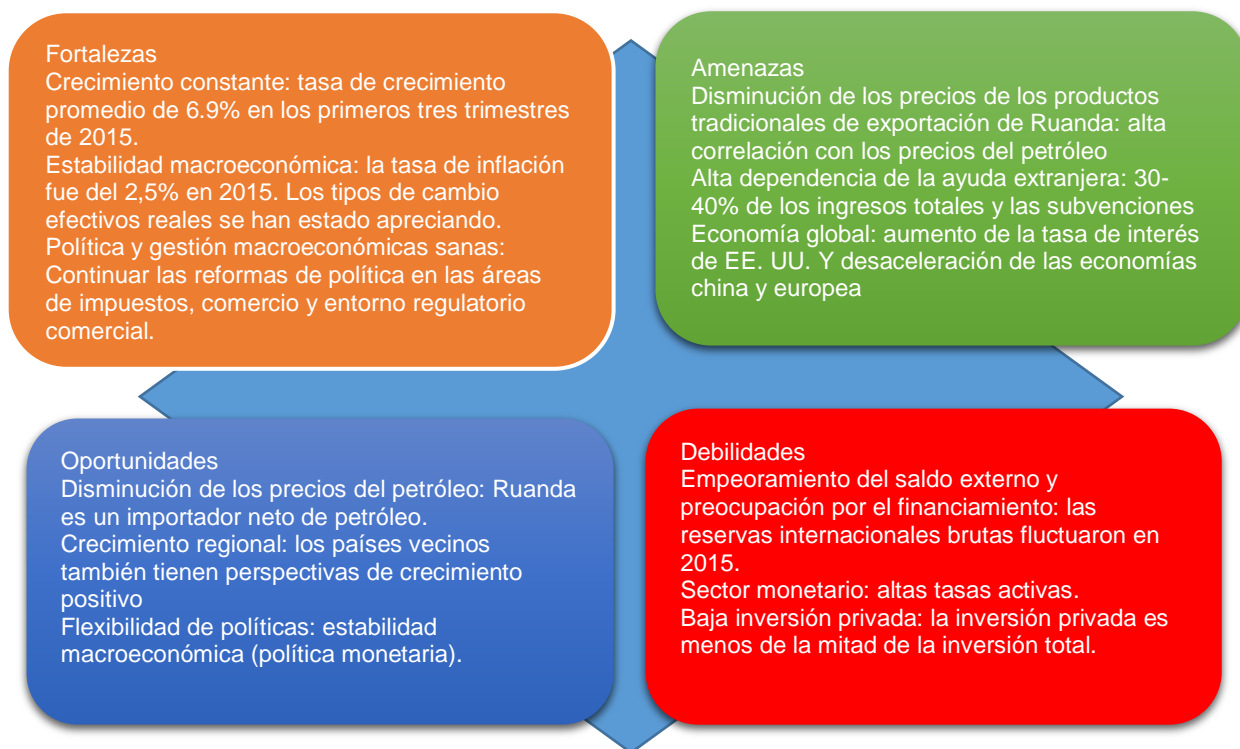 Fortalezas
Crecimiento constante: tasa de crecimiento
promedio de 6.9% en los primeros tres trimestres
de 2015.
Estabilidad macroeconómica: la tasa de inflación
fue del 2,5% en 2015. Los tipos de cambio
efectivos reales se han estado apreciando.
Política y gestión macroeconómicas sanas:
Continuar las reformas de política en las áreas
de impuestos, comercio y entorno regulatorio
comercial.
Amenazas
Disminución de los precios de los productos
tradicionales de exportación de Ruanda: alta
correlación con los precios del petróleo
Alta dependencia de la ayuda extranjera: 30-
40% de los ingresos totales y las subvenciones
Economía global: aumento de la tasa de interés
de EE. UU. Y desaceleración de las economías
china y europea
Oportunidades
Disminución de los precios del petróleo: Ruanda
es un importador neto de petróleo.
Crecimiento regional: los países vecinos
también tienen perspectivas de crecimiento
positivo
Flexibilidad de políticas: estabilidad
macroeconómica (política monetaria).
Debilidades
Empeoramiento del saldo externo y
preocupación por el financiamiento: las
reservas internacionales brutas fluctuaron en
2015.
Sector monetario: altas tasas activas.
Baja inversión privada: la inversión privada es
menos de la mitad de la inversión total.